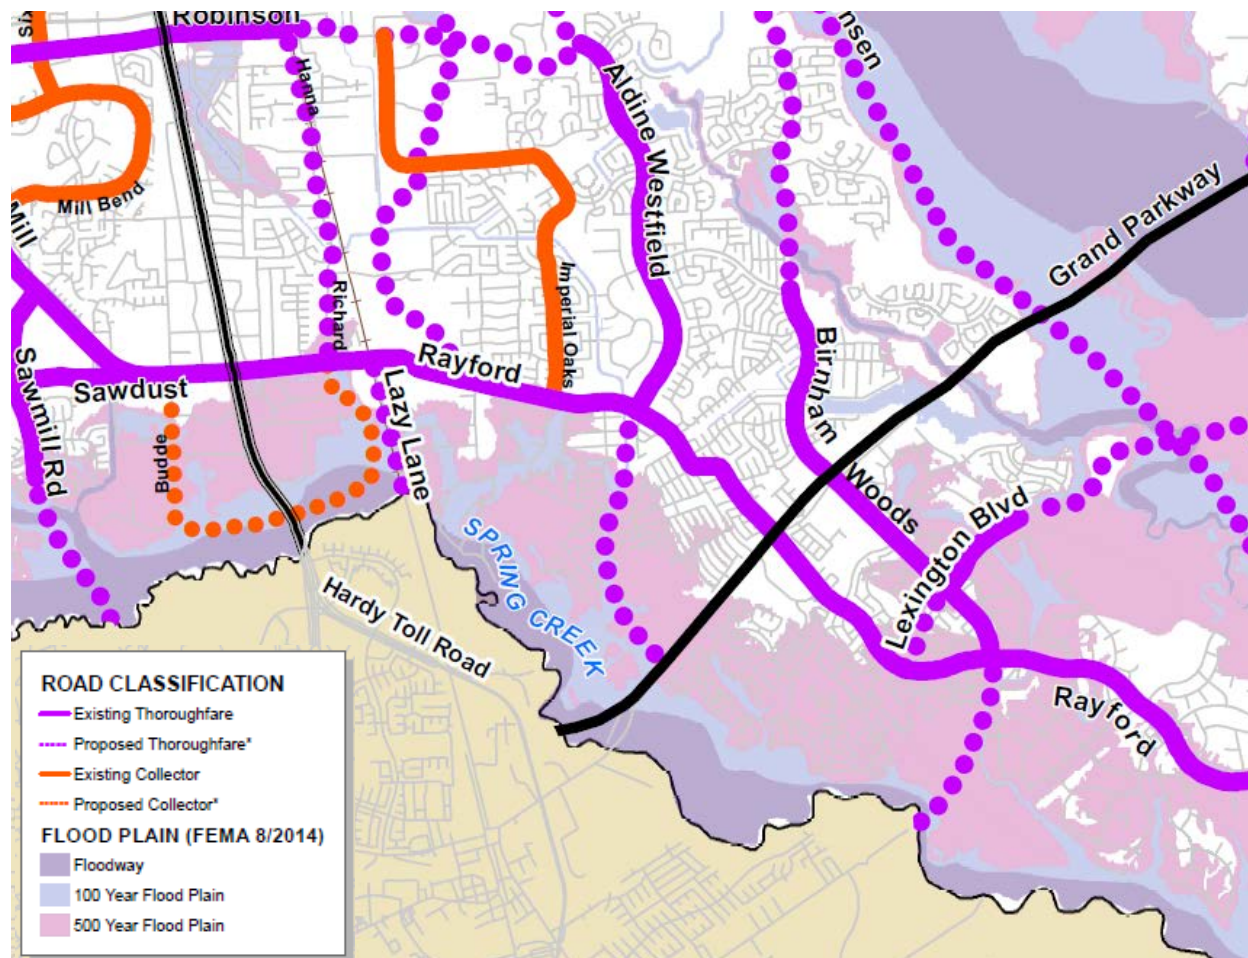 Robinson
nsen
Hanna
Aldine Westfield
Mill Bend
Mill
Grand Parkway
Imperial Oaks
Richard
Birnham
Woods
Sawmill Rd
Sawdust
Rayford
Lazy Lane
Buppe
Lexington Blvd
SPRING CREEK
Hardy Toll Road
Rayford
ROAD CLASSIFICATION
Existing Thoroughfare
Proposed Thoroughfare*
Existing Collector
Proposed Collector*
FLOOD PLAIN (FEMA 8/2014)
Floodway
100 Year Flood Plain
500 Year Flood Plain